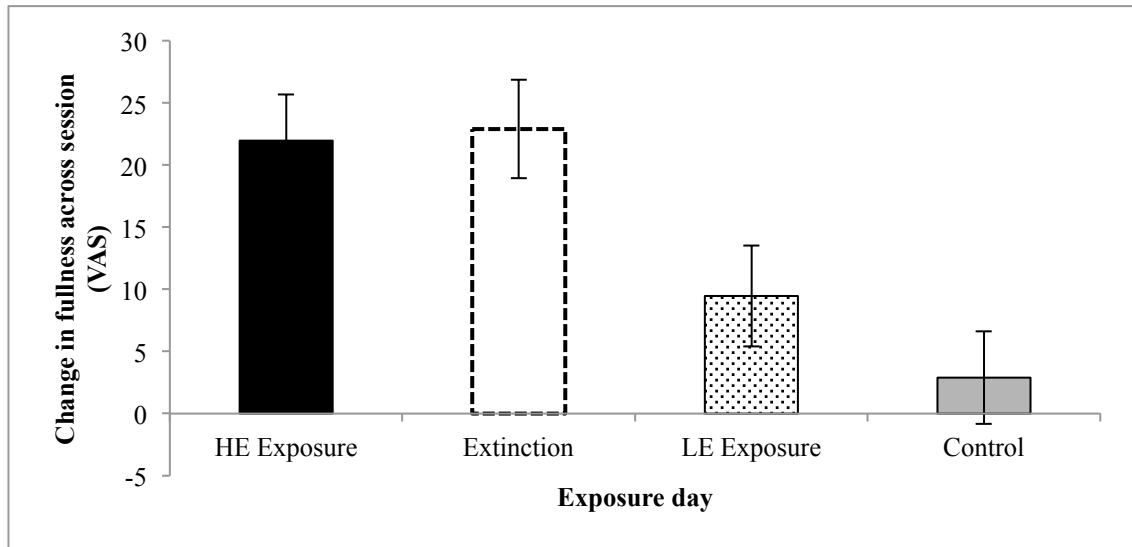 Change in fullness across session
(VAS)
30
25
20
15
10
5
0
-5
HE Exposure
Extinction
LE Exposure
Control
Exposure day